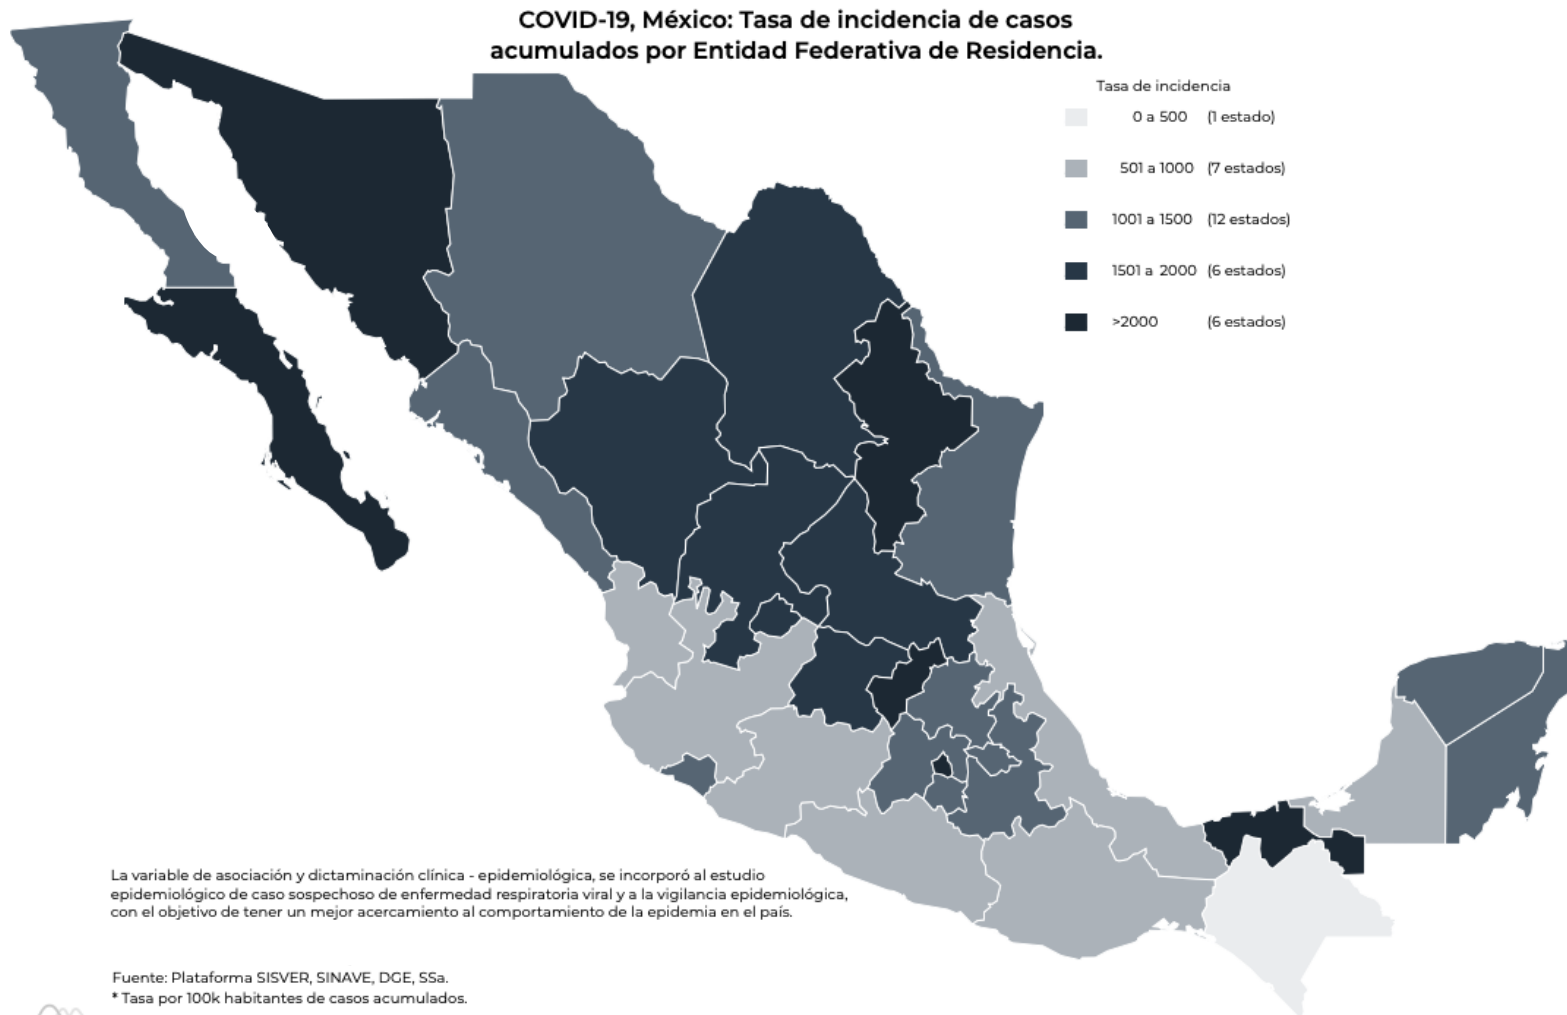 COVID-19, México: Tasa de incidencia de casos
acumulados por Entidad Federativa de Residencia.
Tasa de incidencia
0 a 500 (1 estado)
501 a 1000 (7 estados)
1001 a 1500 (12 estados)
1501 a 2000 (6 estados)
>2000 (6 estados)
La variable de asociación y dictaminación clínica - epidemiológica, se incorporó al estudio
epidemiológico de caso sospechoso de enfermedad respiratoria viral y a la vigilancia epidemiológica,
con el objetivo de tener un mejor acercamiento al comportamiento de la epidemia en el país.
Fuente: Plataforma SISVER, SINAVE, DGE, SSa.
* Tasa por 100k habitantes de casos acumulados.